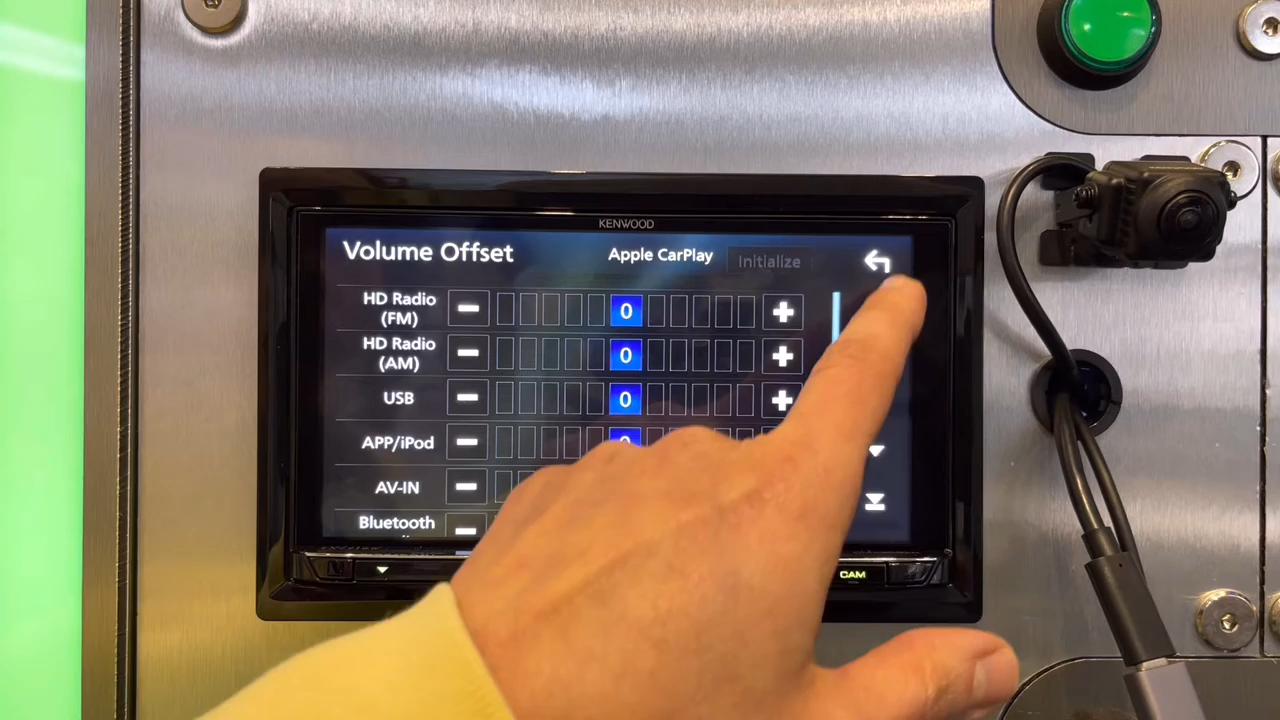 KENWOOD
Volume Offset
Apple CarPlay
Initialize
HD Radio
(FM)
0
HD Radio
(AM)
0
USB
0
APP/iPod
0
AV-IN
Bluetooth
CAM